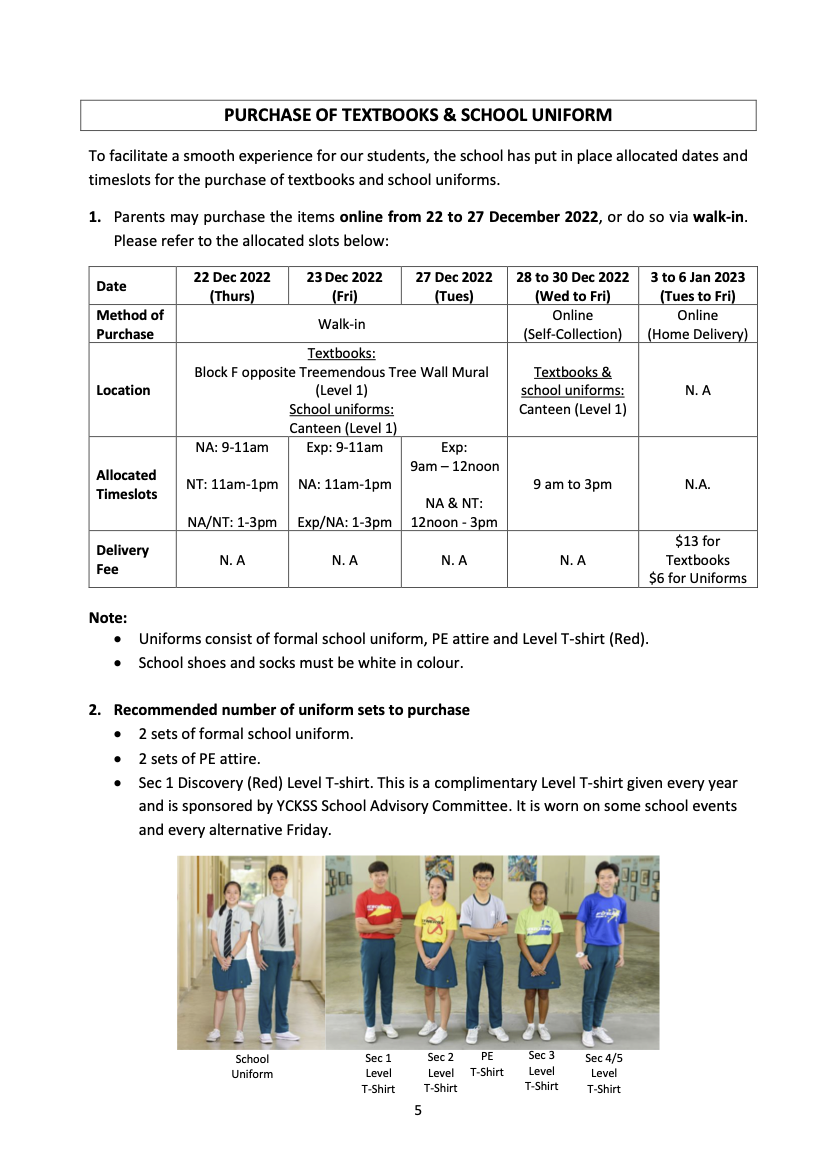 PURCHASE OF TEXTBOOKS & SCHOOL UNIFORM
To facilitate a smooth experience for our students, the school has put in place allocated dates and
timeslots for the purchase of textbooks and school uniforms.
1. Parents may purchase the items online from 22 to 27 December 2022, or do so via walk-in.
Please refer to the allocated slots below:
Date
22 Dec 2022
(Thurs)
23 Dec 2022
(Fri)
27 Dec 2022
(Tues)
28 to 30 Dec 2022
(Wed to Fri)
3 to 6 Jan 2023
(Tues to Fri)
Method of
Purchase
Walk-in
Online
(Self-Collection)
Online
(Home Delivery)
Location
Textbooks:
Block F opposite Treemendous Tree Wall Mural
(Level 1)
School uniforms:
Canteen (Level 1)
Textbooks &
school uniforms:
Canteen (Level 1)
N. A
Allocated
Timeslots
NA: 9-11am
NT: 11am-1pm
NA/NT: 1-3pm
Exp: 9-11am
NA: 11am-1pm
Exp/NA: 1-3pm
Exp:
9am – 12noon
NA & NT:
12noon - 3pm
9 am to 3pm
N.A.
Delivery
Fee
N. A
N. A
N. A
N. A
$13 for
Textbooks
$6 for Uniforms
Note:
• Uniforms consist of formal school uniform, PE attire and Level T-shirt (Red).
• School shoes and socks must be white in colour.
2. Recommended number of uniform sets to purchase
• 2 sets of formal school uniform.
• 2 sets of PE attire.
• Sec 1 Discovery (Red) Level T-shirt. This is a complimentary Level T-shirt given every year
and is sponsored by YCKSS School Advisory Committee. It is worn on some school events
and every alternative Friday.
School
Uniform
Sec 1
Level
T-Shirt
Sec 2
Level
T-Shirt
PE
T-Shirt
Sec 3
Level
T-Shirt
Sec 4/5
Level
T-Shirt
5